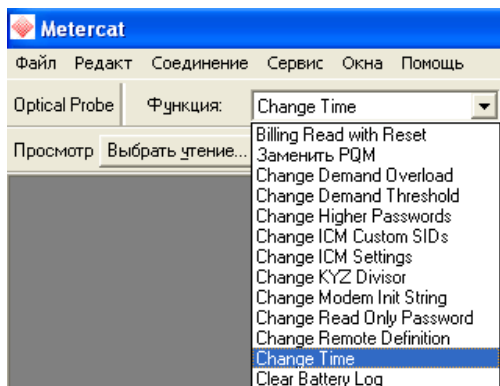 Metercat
Файл Редакт Соединение Сервис Окна Помощь
Optical Probe Функция: Change Time
Просмотр Выбрать чтение...
Billing Read with Reset
Заменить PQM
Change Demand Overload
Change Demand Threshold
Change Higher Passwords
Change ICM Custom SIDs
Change ICM Settings
Change KYZ Divisor
Change Modem Init String
Change Read Only Password
Change Remote Definition
Change Time
Clear Battery Log